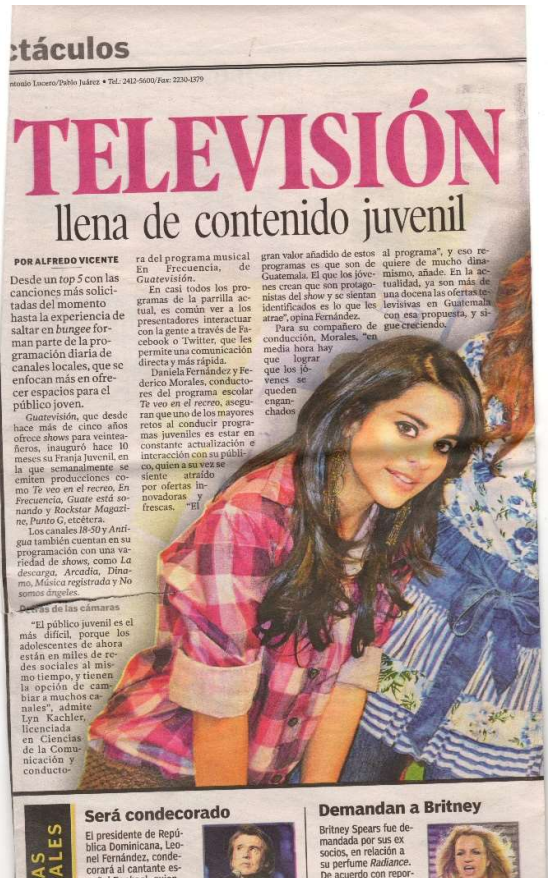 ctáculos
ntonio Lucero/Pablo Juárez • Tel.: 2412-5600/Fax: 2230-1379
TELEVISIÓN
llena de contenido juvenil
POR ALFREDO VICENTE
Desde un top 5 con las
canciones más solici-
tadas del momento
hasta la experiencia de
saltar en bungee for-
man parte de la pro-
gramación diaria de
canales locales, que se
enfocan más en ofre-
cer espacios para el
público joven.
Guatevisión, que desde
hace más de cinco años
ofrece shows para veintea-
ñeros, inauguró hace 10
meses su Franja Juvenil, en
la que semanalmente se
emiten producciones co-
mo Te veo en el recreo, En
Frecuencia, Guate está so-
nando y Rockstar Magazi-
ne, Punto G, etcétera.
Los canales 18-50 y Anti-
gua también cuentan en su
programación con una va-
riedad de shows, como La
descarga, Arcadia, Dina-
mo, Música registrada y No
somos ángeles.
Detrás de las cámaras
"El público juvenil es el
más difícil, porque los
adolescentes de ahora
están en miles de re-
des sociales al mis-
mo tiempo, y tienen
la opción de cam-
biar a muchos ca-
nales", admite
Lyn Kachler,
licenciada
en Ciencias
de la Comu-
nicación y
conducto-
ra del programa musical
En Frecuencia, de
Guatevisión.
En casi todos los pro-
gramas de la parrilla ac-
tual, es común ver a los
presentadores interactuar
con la gente a través de Fa-
cebook o Twitter, que les
permite una comunicación
directa y más rápida.
Daniela Fernández y Fe-
derico Morales, conducto-
res del programa escolar
Te veo en el recreo, asegu-
ran que uno de los mayores
retos al conducir progra-
mas juveniles es estar en
constante actualización e
interacción con su públi-
co, quien a su vez se
siente atraído
por ofertas in-
novadoras y
frescas. "El
gran valor añadido de estos
programas es que son de
Guatemala. El que los jóve-
nes crean que son protago-
nistas del show y se sientan
identificados es lo que les
atrae", opina Fernández.
Para su compañero de
conducción, Morales, "en
media hora hay
que lograr
que los jó-
venes se
queden
engan-
chados
al programa", y eso re-
quiere de mucho dina-
mismo, añade. En la ac-
tualidad, ya son más de
una docena las ofertas te-
levisivas en Guatemala
con esa propuesta, y si-
gue creciendo.
AS
ALES
Será condecorado
El presidente de Repú-
blica Dominicana, Leo-
nel Fernández, conde-
corará al cantante es-
Demandan a Britney
Britney Spears fue de-
mandada por sus ex
socios, en relación a
su perfume Radiance.
De acuerdo con repor-